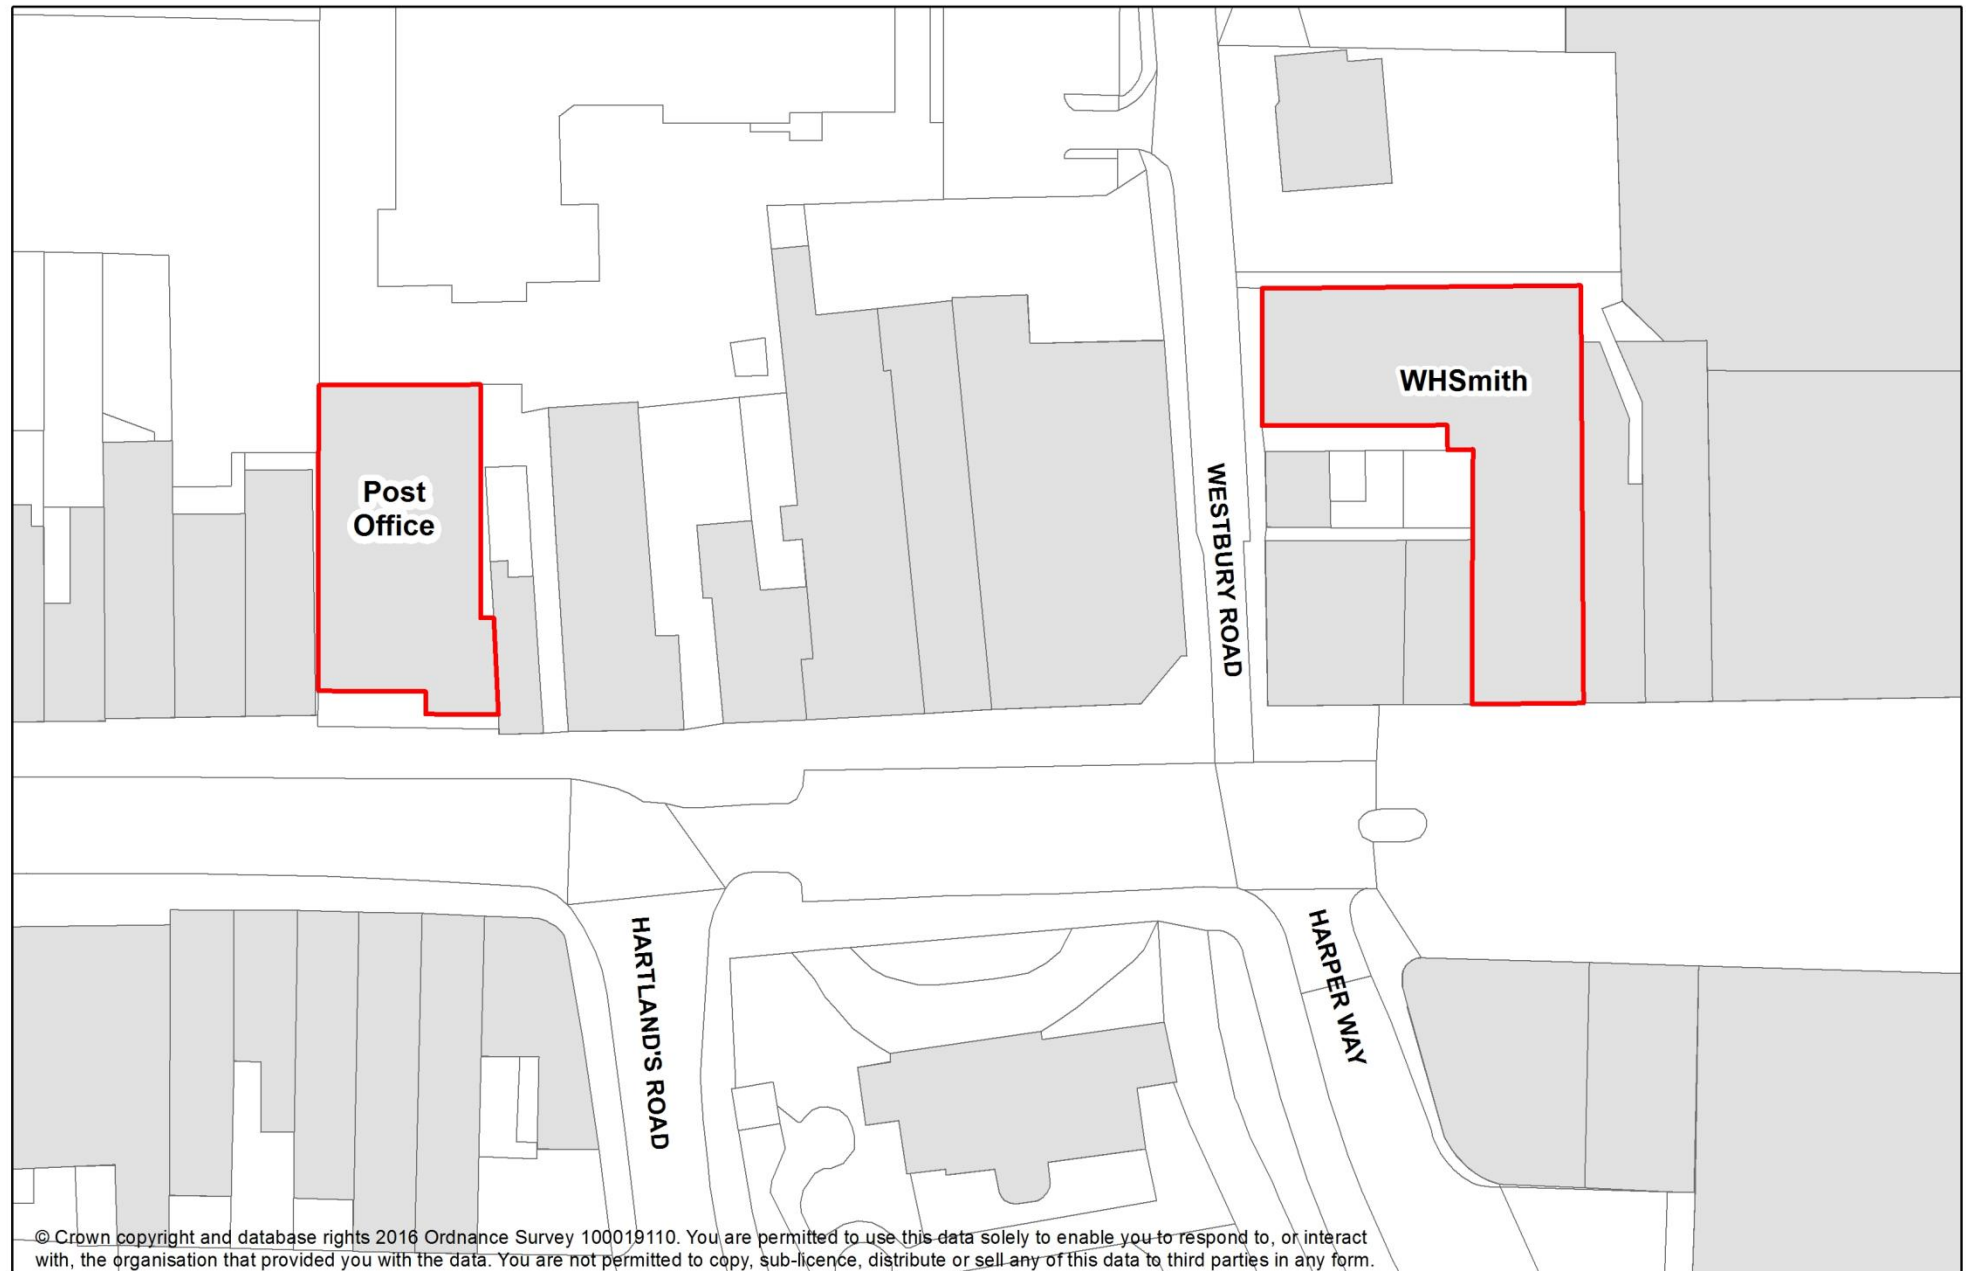 WHSmith
Post
Office
WESTBURY ROAD
HARTLAND'S ROAD
HARPER WAY
© Crown copyright and database rights 2016 Ordnance Survey 100019110. You are permitted to use this data solely to enable you to respond to, or interact
with, the organisation that provided you with the data. You are not permitted to copy, sub-licence, distribute or sell any of this data to third parties in any form.